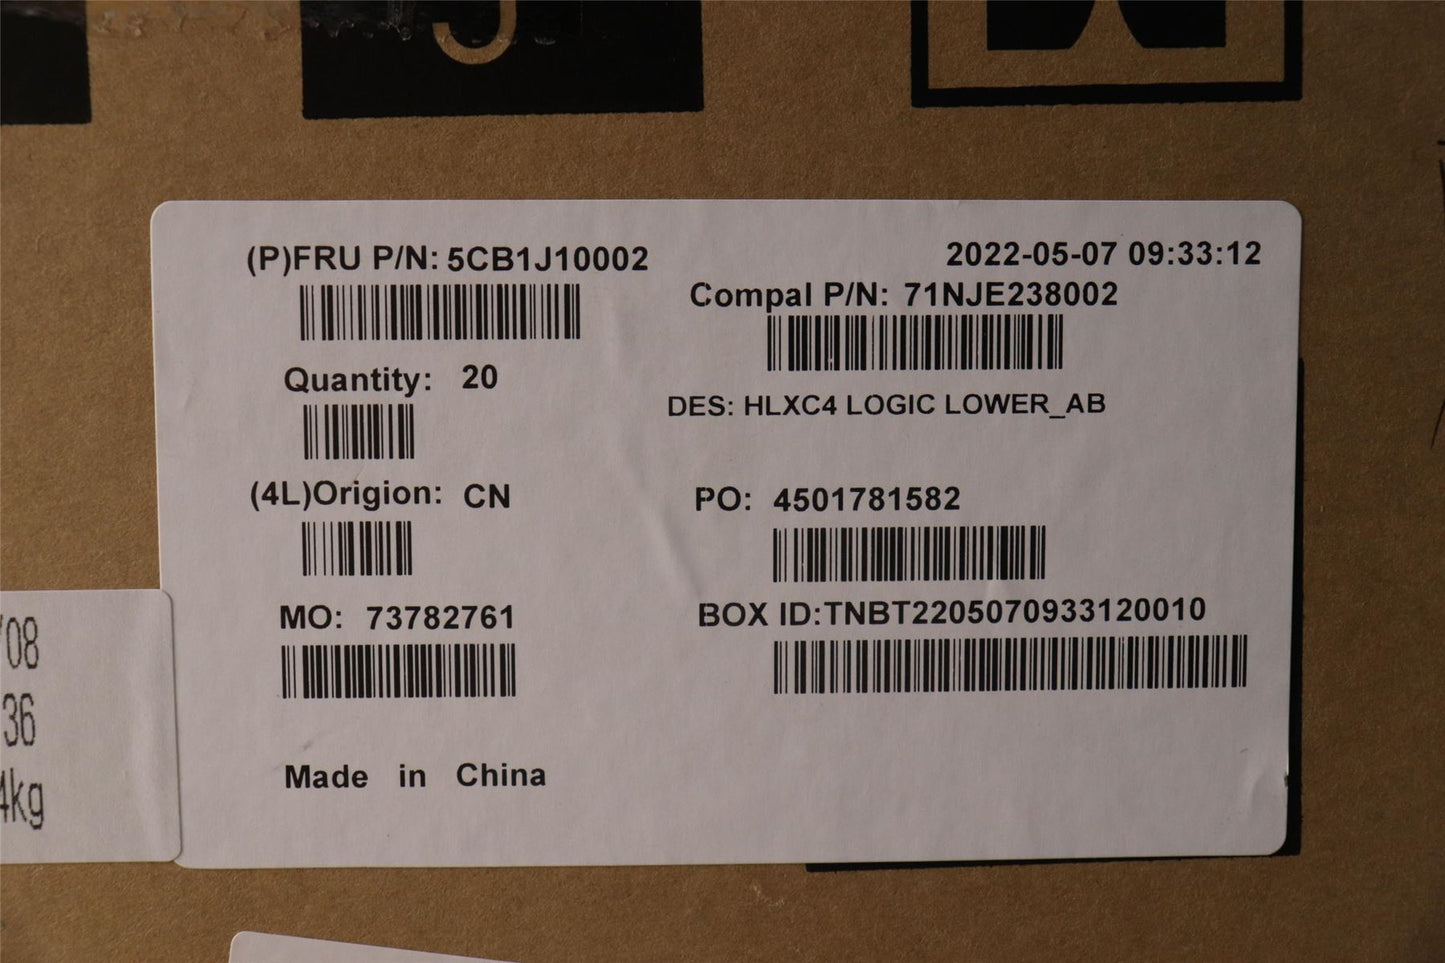 (P)FRU P/N: 5CB1J10002
2022-05-07 09:33:12
Compal P/N: 71NJE238002
Quantity: 20
DES: HLXC4 LOGIC LOWER_AB
(4L)Origion: CN
PO: 4501781582
MO: 73782761
BOX ID:TNBT2205070933120010
Made in China
/08
36
4kg